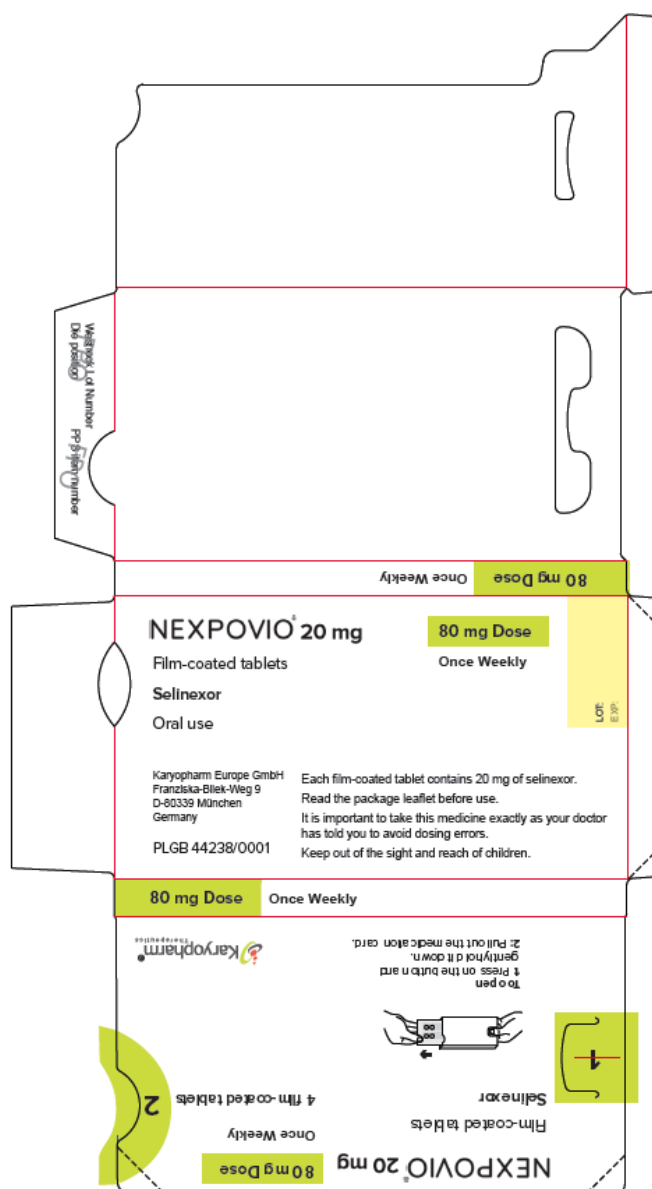 Weisheck Lot Number
Die position
PPS item number
80 mg Dose
Once Weekly
NEXPOVIO® 20 mg
80 mg Dose
Film-coated tablets
Once Weekly
Selinexor
Oral use
LOT:
EXP:
Karyopharm Europe GmbH
Franziska-Bilek-Weg 9
D-80339 München
Germany
PLGB 44238/0001
Each film-coated tablet contains 20 mg of selinexor.
Read the package leaflet before use.
It is important to take this medicine exactly as your doctor
has told you to avoid dosing errors.
Keep out of the sight and reach of children.
80 mg Dose
Once Weekly
NEXPOVIO® 20 mg
80 mg Dose
Film-coated tablets
Once Weekly
Selinexor
4 film-coated tablets
1
2
To open
1: Press on the button and
gently hold it down.
2: Pull out the medication card.
Karyopharm®
Therapeutics